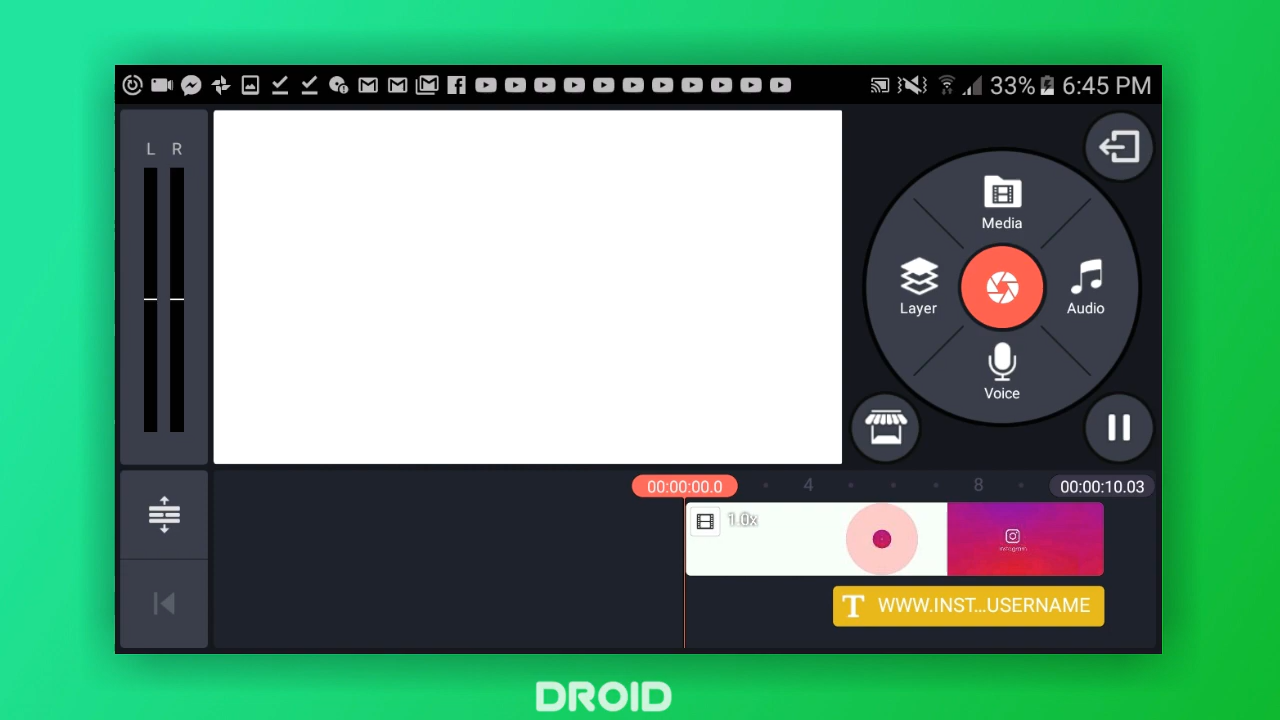 33% 6:45 PM
L R
Media
Layer
Audio
Voice
00:00:00.0 4 8 00:00:10.03
1.0x
Instagram
T WWW.INST...USERNAME
DROID